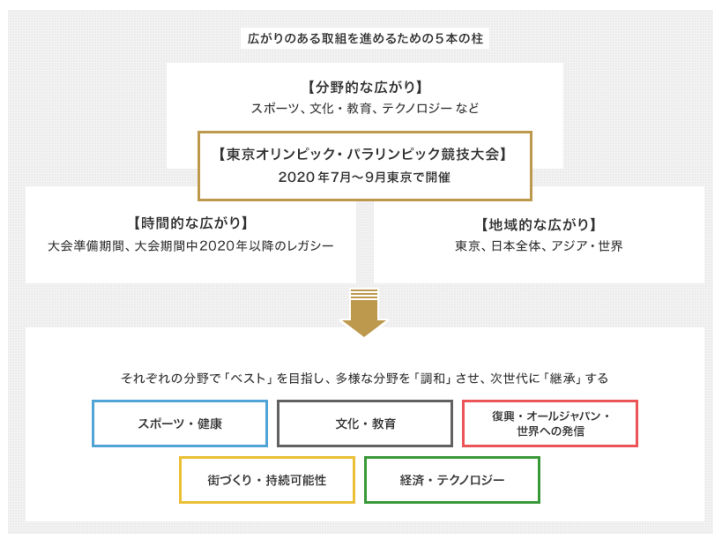 広がりのある取組を進めるための5本の柱
【分野的な広がり】
スポーツ、文化・教育、テクノロジーなど
【東京オリンピック・パラリンピック競技大会】
2020年7月～9月東京で開催
【時間的な広がり】
大会準備期間、大会期間中2020年以降のレガシー
【地域的な広がり】
東京、日本全体、アジア・世界
それぞれの分野で「ベスト」を目指し、多様な分野を「調和」させ、次世代に「継承」する
スポーツ・健康
文化・教育
復興・オールジャパン・
世界への発信
街づくり・持続可能性
経済・テクノロジー